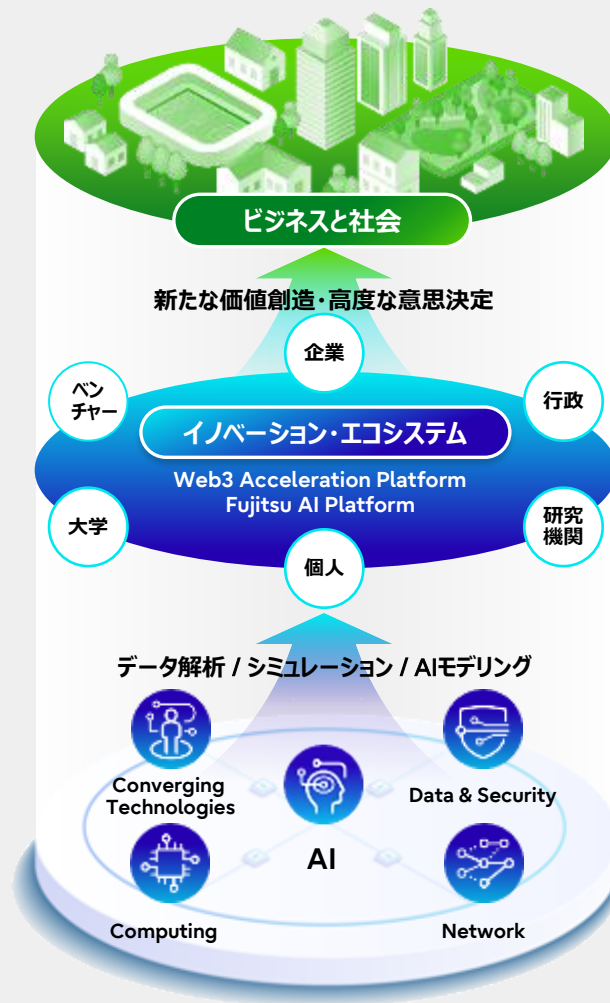 ビジネスと社会
新たな価値創造・高度な意思決定
企業
ベン
チャー
行政
イノベーション・エコシステム
Web3 Acceleration Platform
Fujitsu AI Platform
大学
研究
機関
個人
データ解析 / シミュレーション / AIモデリング
Converging
Technologies
Data & Security
AI
Computing
Network